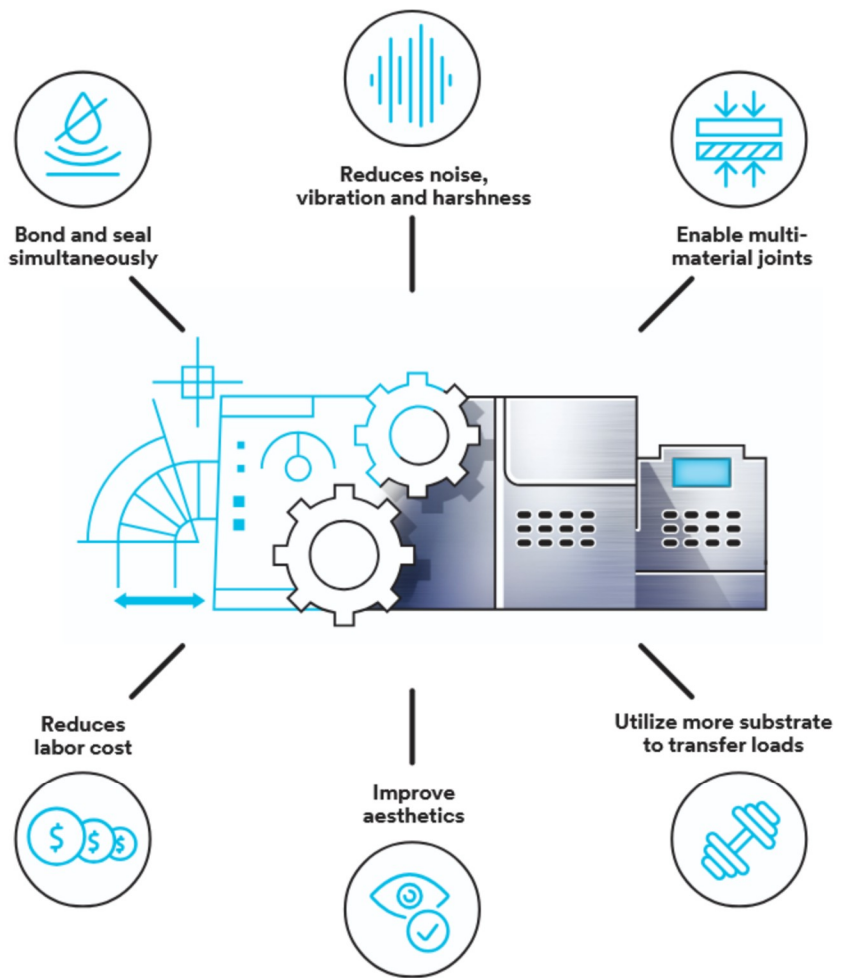 Reduces noise,
vibration and harshness
Bond and seal
simultaneously
Enable multi-
material joints
Reduces
labor cost
Utilize more substrate
to transfer loads
Improve
aesthetics
$ $ $